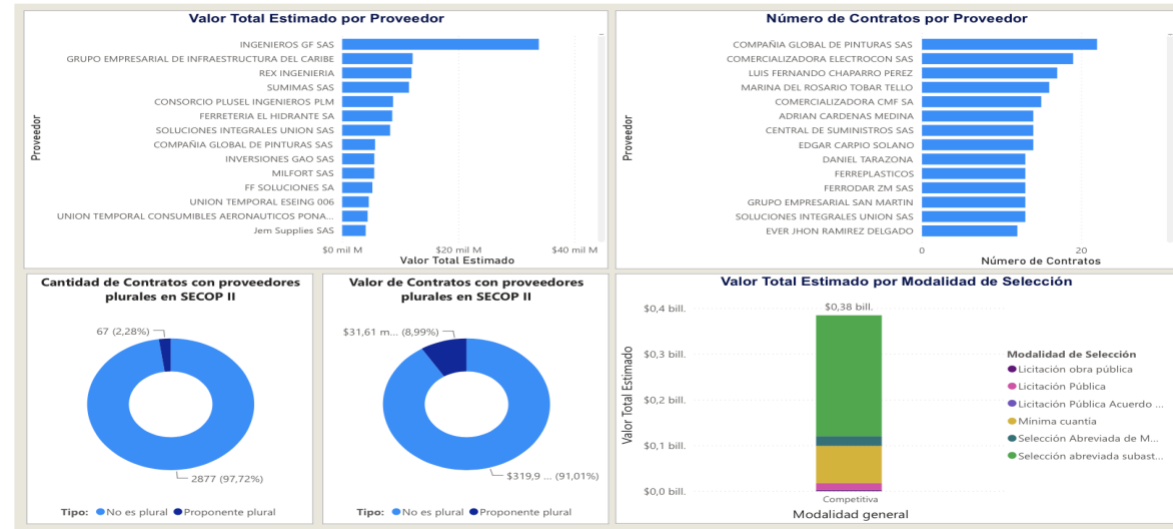 Valor Total Estimado por Proveedor
Proveedor
INGENIEROS GF SAS
GRUPO EMPRESARIAL DE INFRAESTRUCTURA DEL CARIBE
REX INGENIERIA
SUMIMAS SAS
CONSORCIO PLUSEL INGENIEROS PLM
FERRETERIA EL HIDRANTE SA
SOLUCIONES INTEGRALES UNION SAS
COMPAÑIA GLOBAL DE PINTURAS SAS
INVERSIONES GAO SAS
MILFORT SAS
FF SOLUCIONES SA
UNION TEMPORAL ESEING 006
UNION TEMPORAL CONSUMIBLES AERONAUTICOS PONA...
Jem Supplies SAS
$0 mil M $20 mil M $40 mil M
Valor Total Estimado
Número de Contratos por Proveedor
Proveedor
COMPAÑIA GLOBAL DE PINTURAS SAS
COMERCIALIZADORA ELECTROCON SAS
LUIS FERNANDO CHAPARRO PEREZ
MARINA DEL ROSARIO TOBAR TELLO
COMERCIALIZADORA CMF SA
ADRIAN CARDENAS MEDINA
CENTRAL DE SUMINISTROS SAS
EDGAR CARPIO SOLANO
DANIEL TARAZONA
FERREPLASTICOS
FERRODAR ZM SAS
GRUPO EMPRESARIAL SAN MARTIN
SOLUCIONES INTEGRALES UNION SAS
EVER JHON RAMIREZ DELGADO
0 20
Número de Contratos
Cantidad de Contratos con proveedores
plurales en SECOP II
67 (2,28%)
2877 (97,72%)
Tipo: No es plural Proponente plural
Valor de Contratos con proveedores
plurales en SECOP II
$31,61 m... (8,99%)
$319,9 ... (91,01%)
Tipo: No es plural Proponente plural
Valor Total Estimado por Modalidad de Selección
Valor Total Estimado
$0,4 bill.
$0,3 bill.
$0,2 bill.
$0,1 bill.
$0,0 bill.
$0,38 bill.
Competitiva
Modalidad general
Modalidad de Selección
Licitación obra pública
Licitación Pública
Licitación Pública Acuerdo ...
Mínima cuantia
Selección Abreviada de M...
Selección abreviada subast...